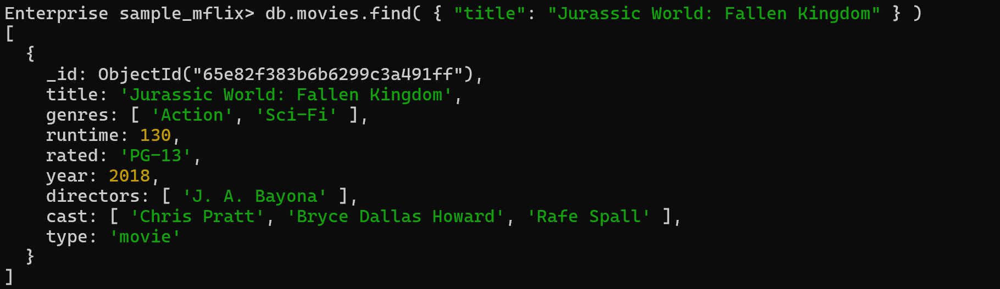 Enterprise sample_mflix> db.movies.find( { "title": "Jurassic World: Fallen Kingdom" } )
[
  {
    _id: ObjectId("65e82f383b6b6299c3a491ff"),
    title: 'Jurassic World: Fallen Kingdom',
    genres: [ 'Action', 'Sci-Fi' ],
    runtime: 130,
    rated: 'PG-13',
    year: 2018,
    directors: [ 'J. A. Bayona' ],
    cast: [ 'Chris Pratt', 'Bryce Dallas Howard', 'Rafe Spall' ],
    type: 'movie'
  }
]